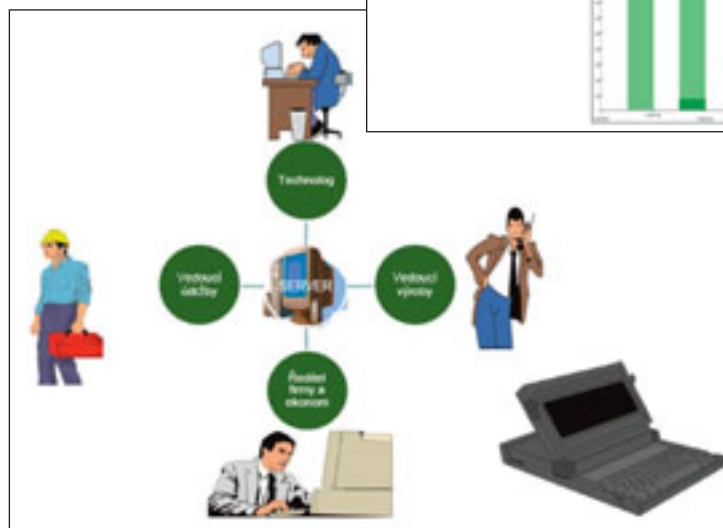 Technolog
Vedoucí
údržby
SERVER
Vedoucí
výroby
Ředitel
firmy a
ekonom